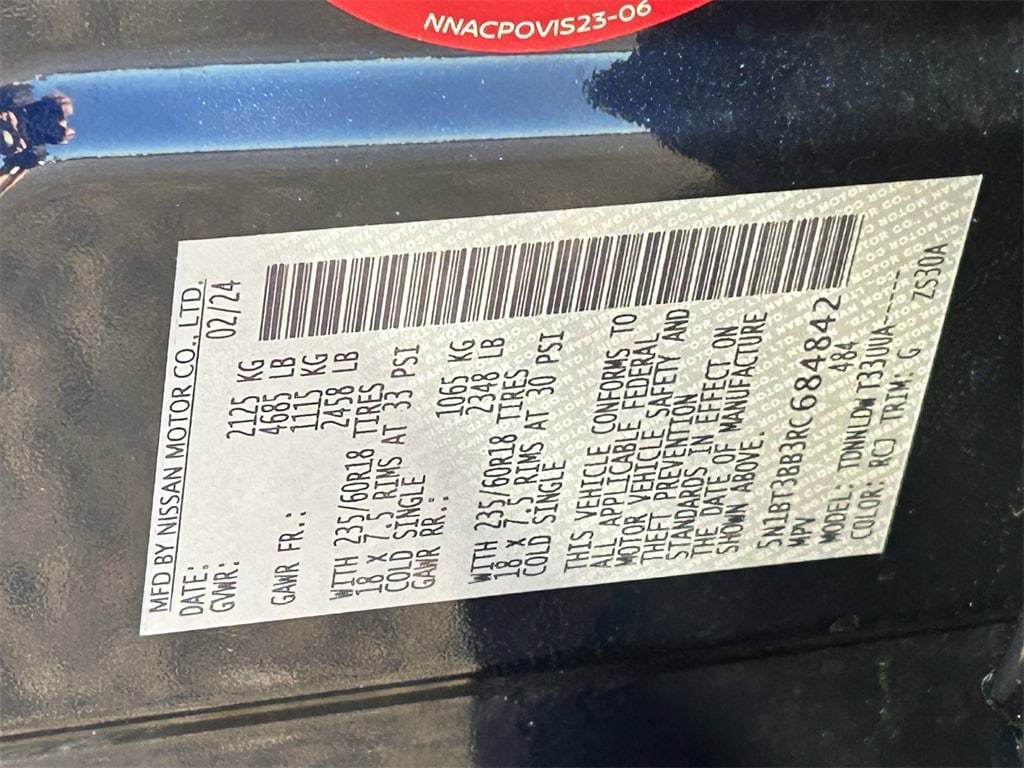 NNACPOVIS23-06
MFD BY NISSAN MOTOR CO., LTD.
DATE: 02/24
GVWR: 2125 KG
4685 LB
GAWR FR.: 1115 KG
2458 LB
WITH 235/60R18 TIRES
18 X 7.5 RIMS AT 33 PSI
COLD SINGLE
GAWR RR.: 1065 KG
2348 LB
WITH 235/60R18 TIRES
18 X 7.5 RIMS AT 30 PSI
COLD SINGLE
THIS VEHICLE CONFORMS TO
ALL APPLICABLE FEDERAL
MOTOR VEHICLE SAFETY AND
THEFT PREVENTION
STANDARDS IN EFFECT ON
THE DATE OF MANUFACTURE
SHOWN ABOVE.
5N1BT3BB3RC684842
MPV 484
MODEL: TDNNLDWT33UUA-----
COLOR: RCJ TRIM: G ZS30A